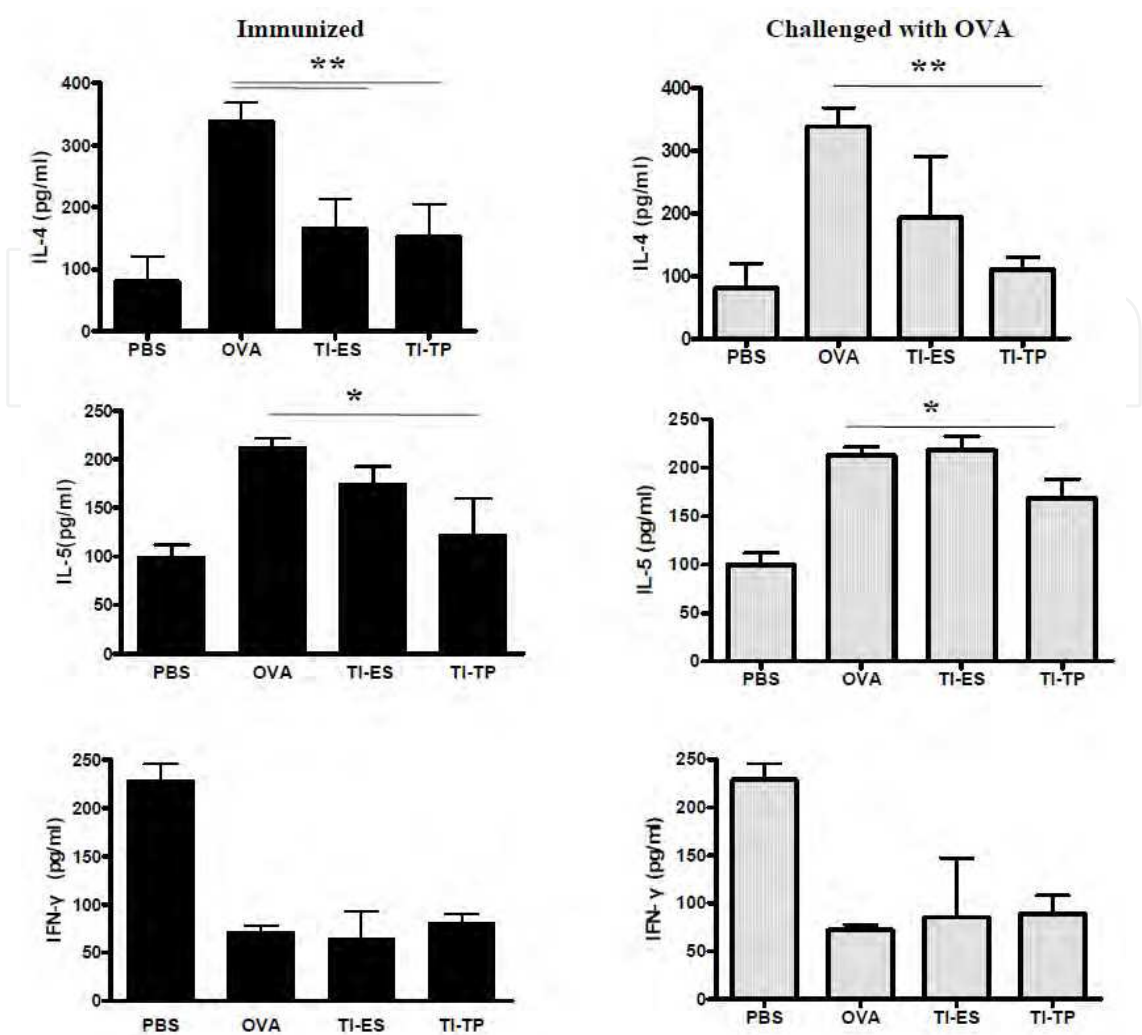 Immunized
**
IL-4 (pg/ml)
400
300
200
100
0
PBS OVA TI-ES TI-TP
Challenged with OVA
**
IL-4 (pg/ml)
400
300
200
100
0
PBS OVA TI-ES TI-TP
*
IL-5(pg/ml)
250
200
150
100
50
0
PBS OVA TI-ES TI-TP
*
IL-5 (pg/ml)
250
200
150
100
50
0
PBS OVA TI-ES TI-TP
IFN-γ (pg/ml)
250
200
150
100
50
0
PBS OVA TI-ES TI-TP
IFN- γ (pg/ml)
250
200
150
100
50
0
PBS OVA TI-ES TI-TP